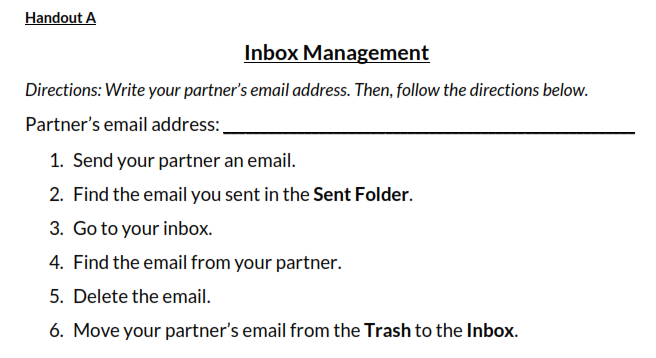 Handout A
Inbox Management
Directions: Write your partner’s email address. Then, follow the directions below.
Partner’s email address: ____________________
1. Send your partner an email.
2. Find the email you sent in the Sent Folder.
3. Go to your inbox.
4. Find the email from your partner.
5. Delete the email.
6. Move your partner’s email from the Trash to the Inbox.